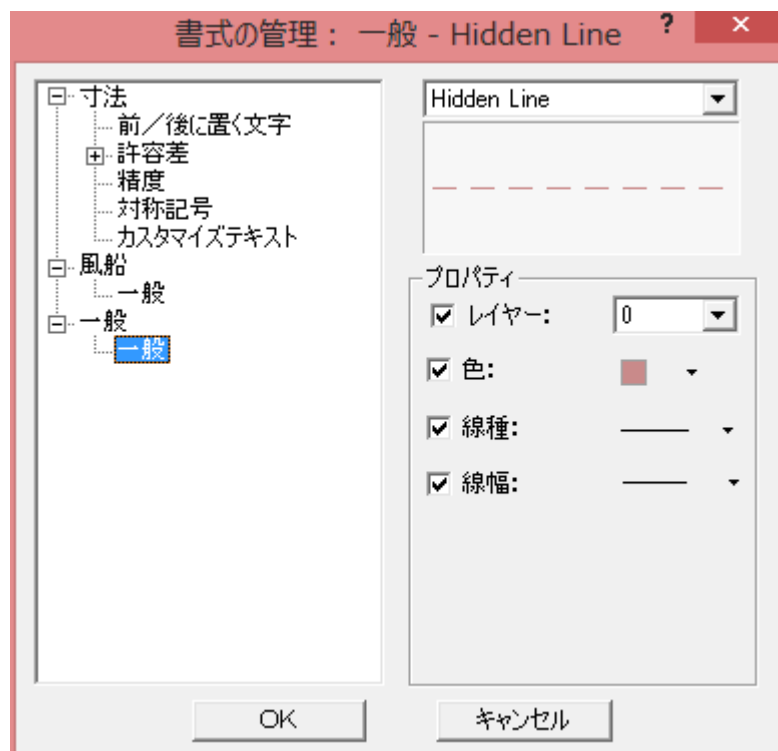 書式の管理： 一般 - Hidden Line ?
寸法
前／後に置く文字
許容差
精度
対称記号
カスタマイズテキスト
風船
一般
一般
一般
Hidden Line
プロパティ
レイヤー: 0
色:
線種:
線幅:
OK
キャンセル